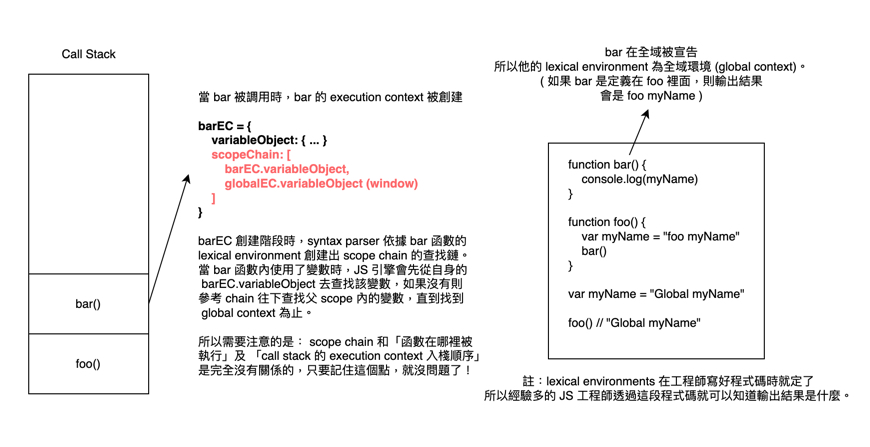 Call Stack
bar()
foo()
當 bar 被調用時，bar 的 execution context 被創建
barEC = {
variableObject: { ... }
scopeChain: [
barEC.variableObject,
globalEC.variableObject (window)
]
}
barEC 創建階段時，syntax parser 依據 bar 函數的
lexical environment 創建出 scope chain 的查找鏈。
當 bar 函數內使用了變數時，JS 引擎會先從自身的
barEC.variableObject 去查找該變數，如果沒有則
參考 chain 往下查找父 scope 內的變數，直到找到
global context 為止。
所以需要注意的是： scope chain 和「函數在哪裡被
執行」及 「call stack 的 execution context 入棧順序」
是完全沒有關係的，只要記住這個點，就沒問題了！
bar 在全域被宣告
所以他的 lexical environment 為全域環境 (global context)。
( 如果 bar 是定義在 foo 裡面，則輸出結果
會是 foo myName )
function bar() {
console.log(myName)
}
function foo() {
var myName = "foo myName"
bar()
}
var myName = "Global myName"
foo() // "Global myName"
註：lexical environments 在工程師寫好程式碼時就定了
所以經驗多的 JS 工程師透過這段程式碼就可以知道輸出結果是什麼。